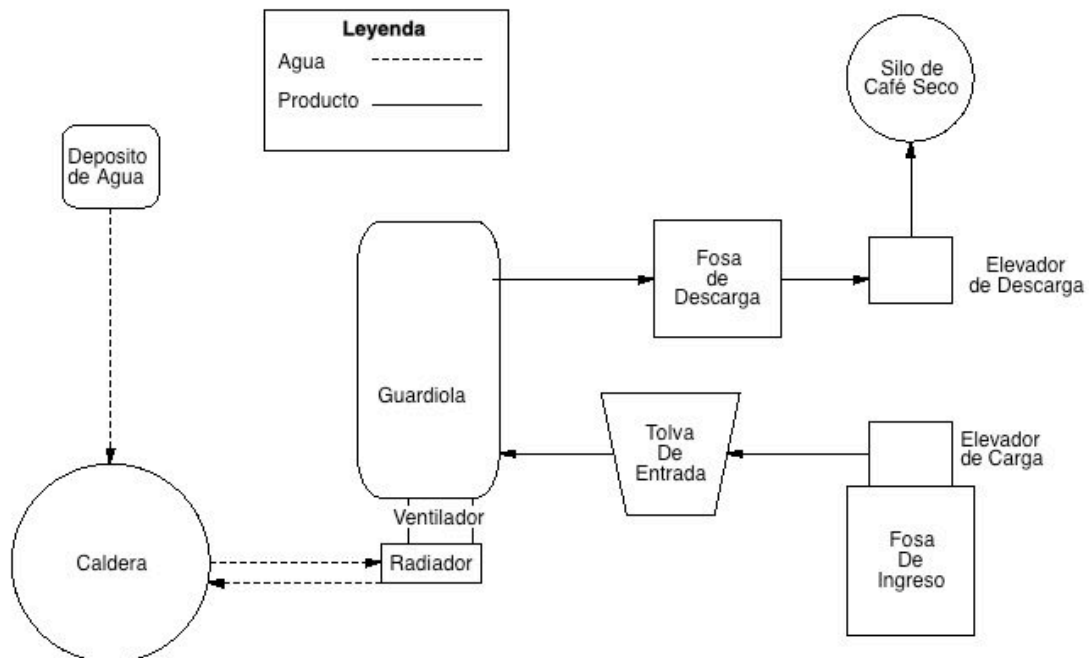 Leyenda
Agua
Producto
Silo de
Café Seco
Deposito
de Agua
Fosa
de
Descarga
Elevador
de Descarga
Guardiola
Tolva
De
Entrada
Elevador
de Carga
Ventilador
Caldera
Radiador
Fosa
De
Ingreso